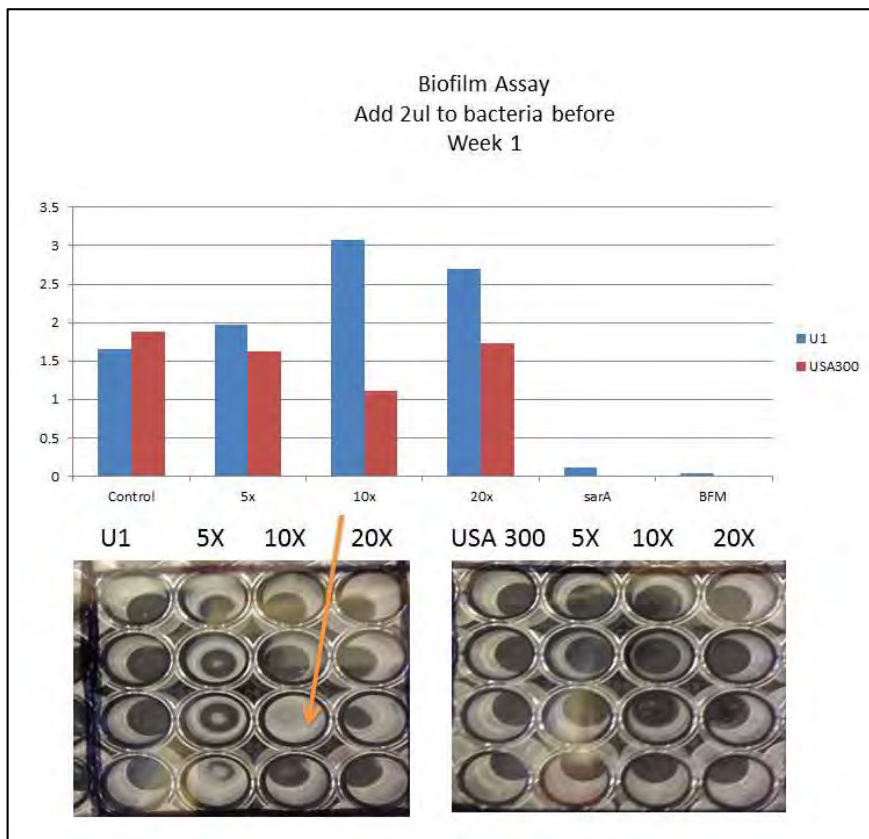 Biofilm Assay
Add 2ul to bacteria before
Week 1
3.5
3
2.5
2
1.5
1
0.5
0
U1
USA300
Control 5x 10x 20x sarA BFM
U1 5X 10X 20X USA 300 5X 10X 20X